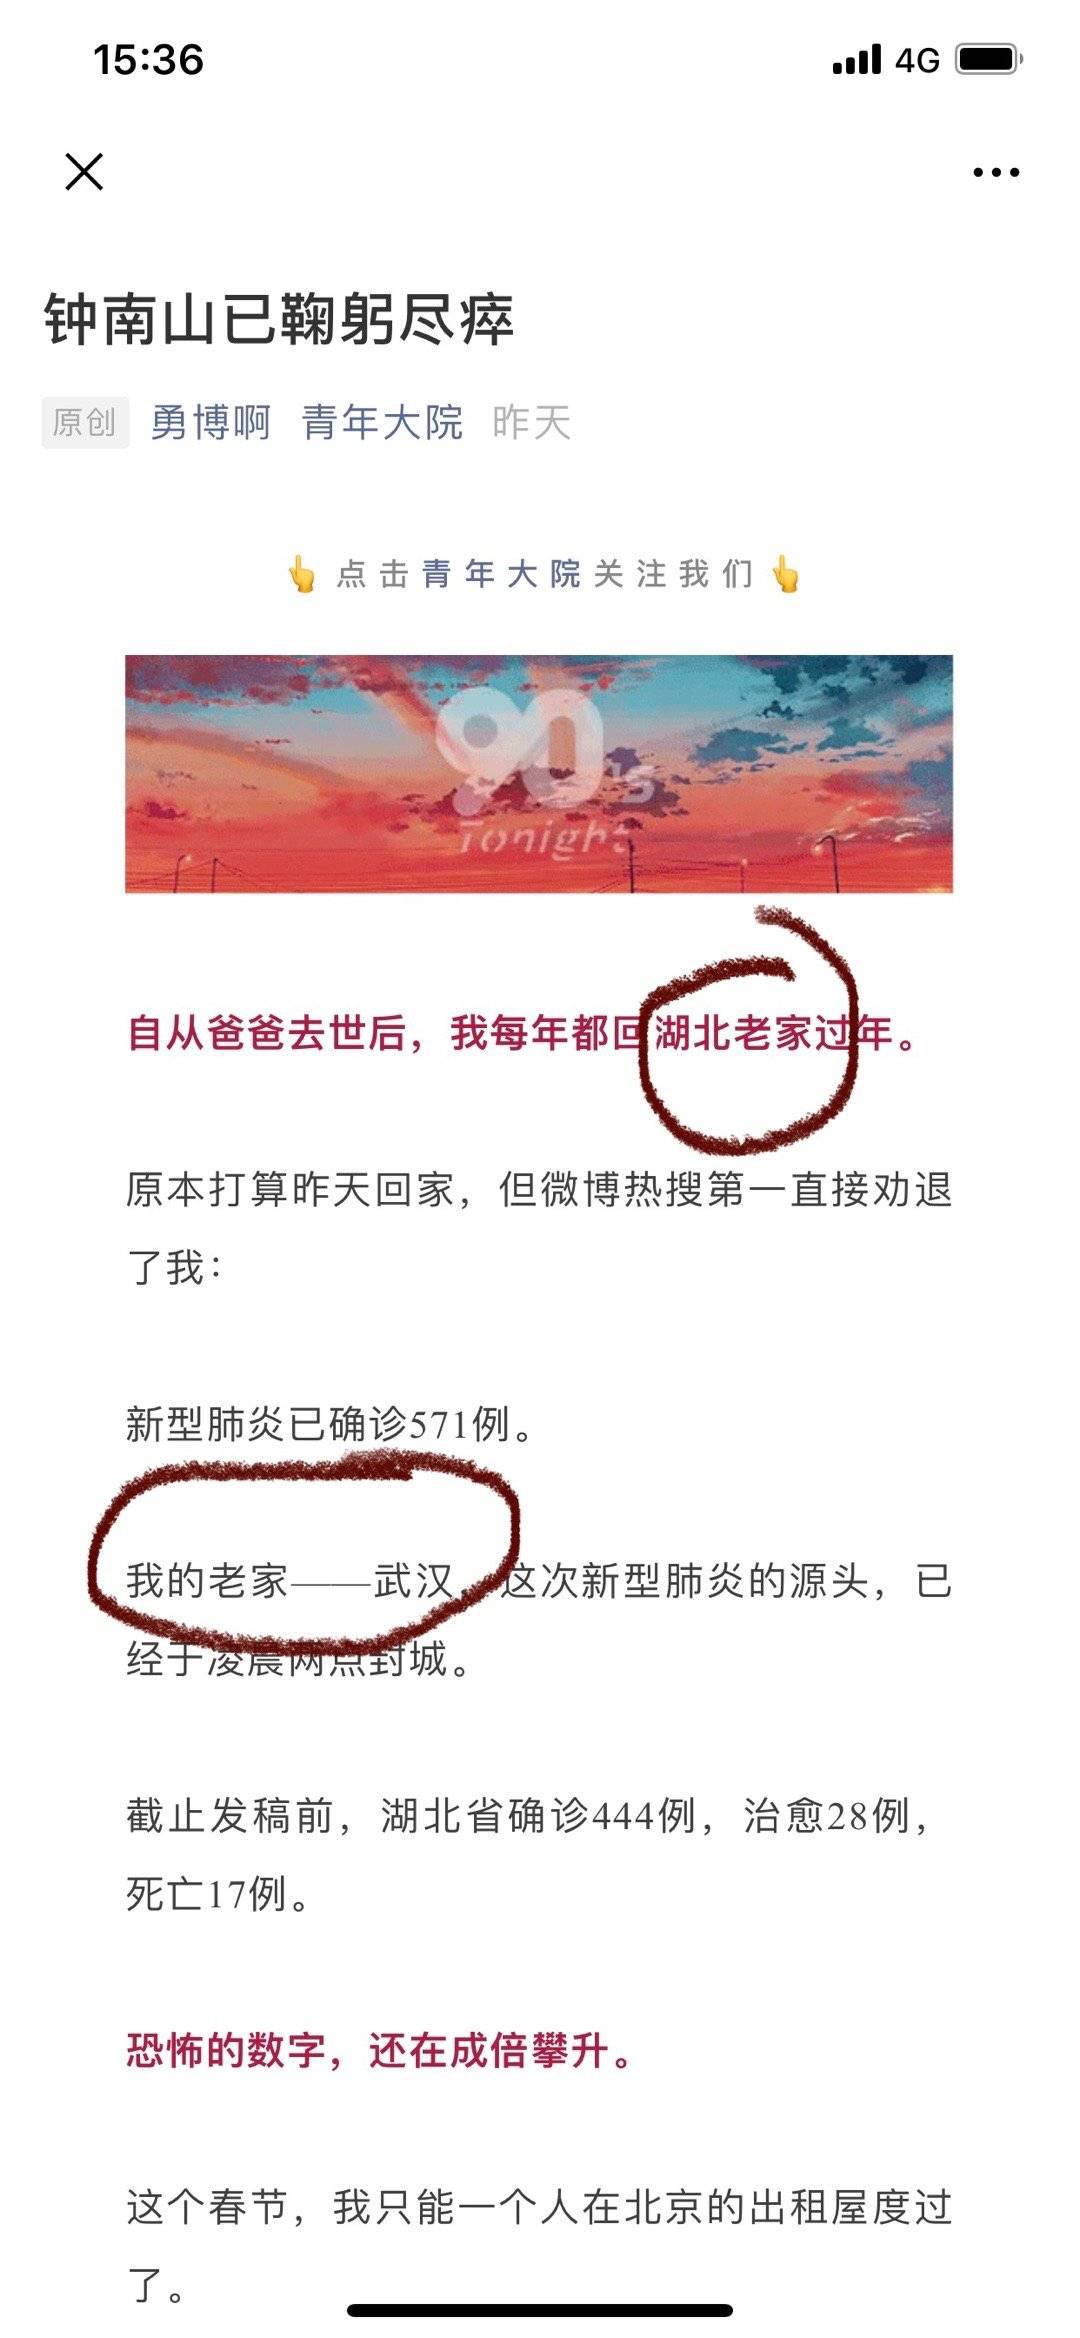 15:36
4G
钟南山已鞠躬尽瘁
原创 勇博啊 青年大院 昨天
点击青年大院关注我们
90's
Tonight
自从爸爸去世后，我每年都回湖北老家过年。
原本打算昨天回家，但微博热搜第一直接劝退
了我：
新型肺炎已确诊571例。
我的老家——武汉，这次新型肺炎的源头，已
经于凌晨两点封城。
截止发稿前，湖北省确诊444例，治愈28例，
死亡17例。
恐怖的数字，还在成倍攀升。
这个春节，我只能一个人在北京的出租屋度过
了。